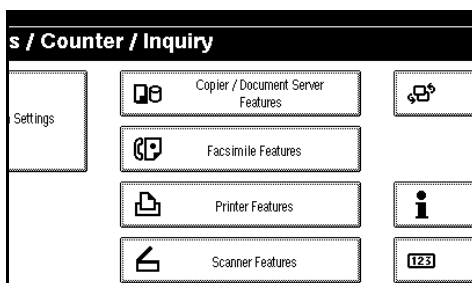 s / Counter / Inquiry
Settings
Copier / Document Server
Features
Facsimile Features
Printer Features
Scanner Features
123